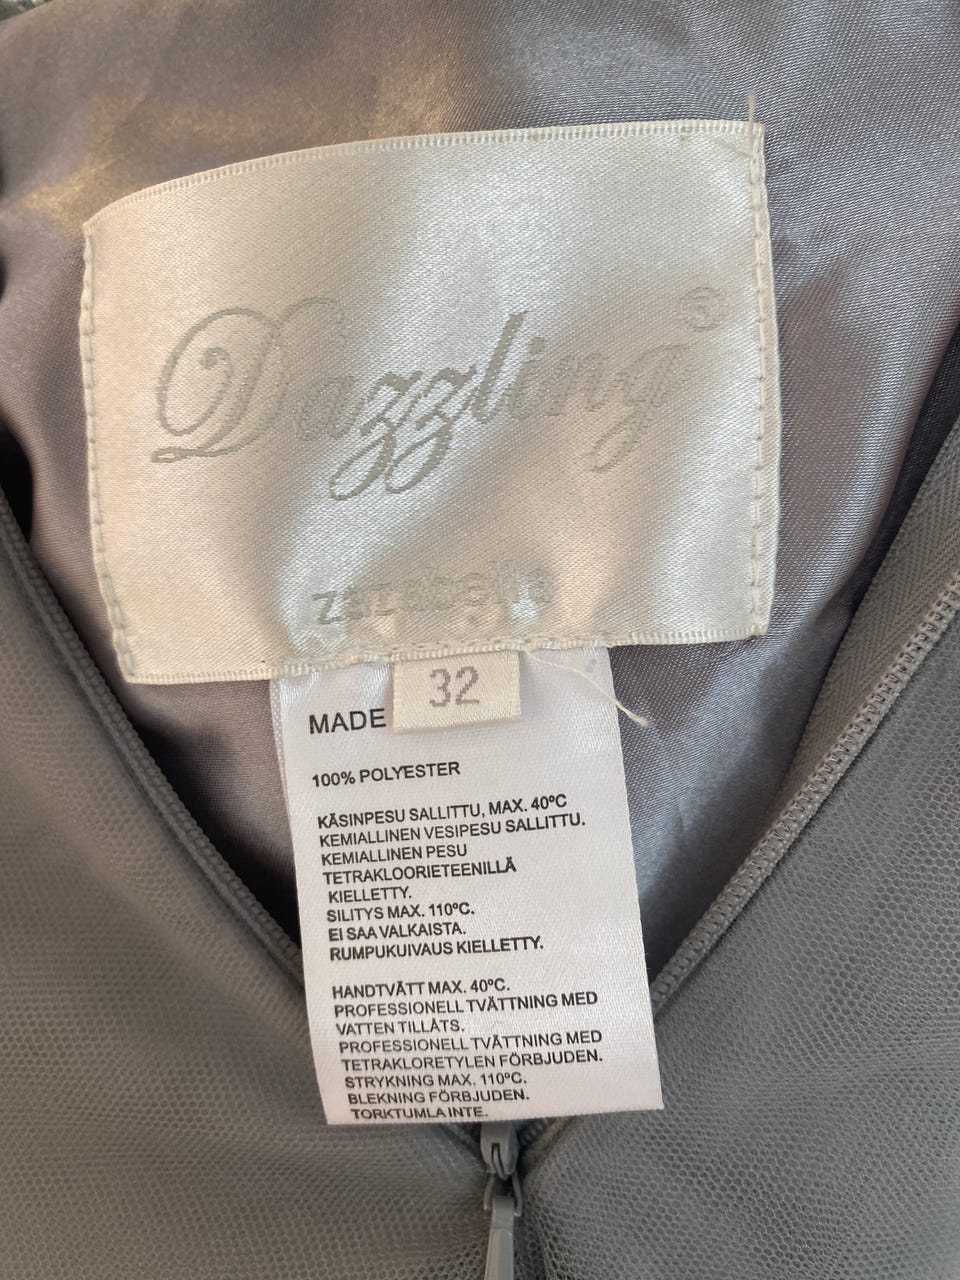 Dazzling®
zazabella
32
MADE
100% POLYESTER
KÄSINPESU SALLITTU, MAX. 40ºC
KEMIALLINEN VESIPESU SALLITTU.
KEMIALLINEN PESU
TETRAKLOORIETEENILLÄ
KIELLETTY.
SILITYS MAX. 110ºC.
EI SAA VALKAISTA.
RUMPUKUIVAUS KIELLETTY.
HANDTVÄTT MAX. 40ºC.
PROFESSIONELL TVÄTTNING MED
VATTEN TILLÅTS.
PROFESSIONELL TVÄTTNING MED
TETRAKLORETYLEN FÖRBJUDEN.
STRYKNING MAX. 110ºC.
BLEKNING FÖRBJUDEN.
TORKTUMLA INTE.